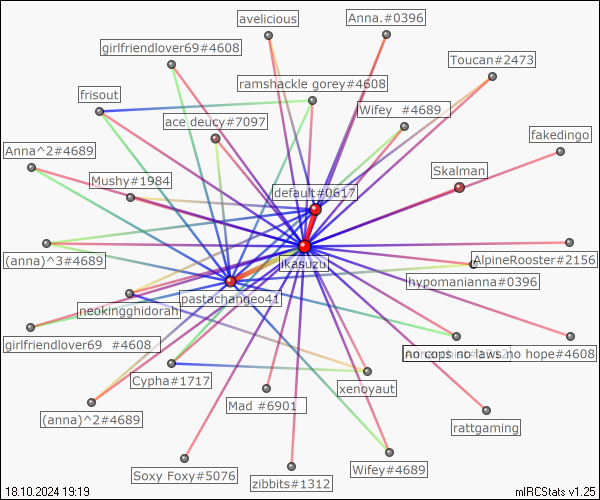 avelicious
Anna.#0396
girlfriendlover69#4608
Toucan#2473
ramshackle gorey#4608
frisout
Wifey #4689
ace deucy#7097
fakedingo
Anna^2#4689
Skalman
Mushy#1984
default#0617
(anna)^3#4689
jkasuzu
AlpineRooster#2156
hypomanianna#0396
pastachangeo41
neokingghidorah
girlfriendlover69 #4608
no cops no laws no hope#4608
Cypha#1717
xenoyaut
Mad #6901
(anna)^2#4689
rattgaming
Wifey#4689
Soxy Foxy#5076
zibbits#1312
18.10.2024 19:19
mIRCStats v1.25